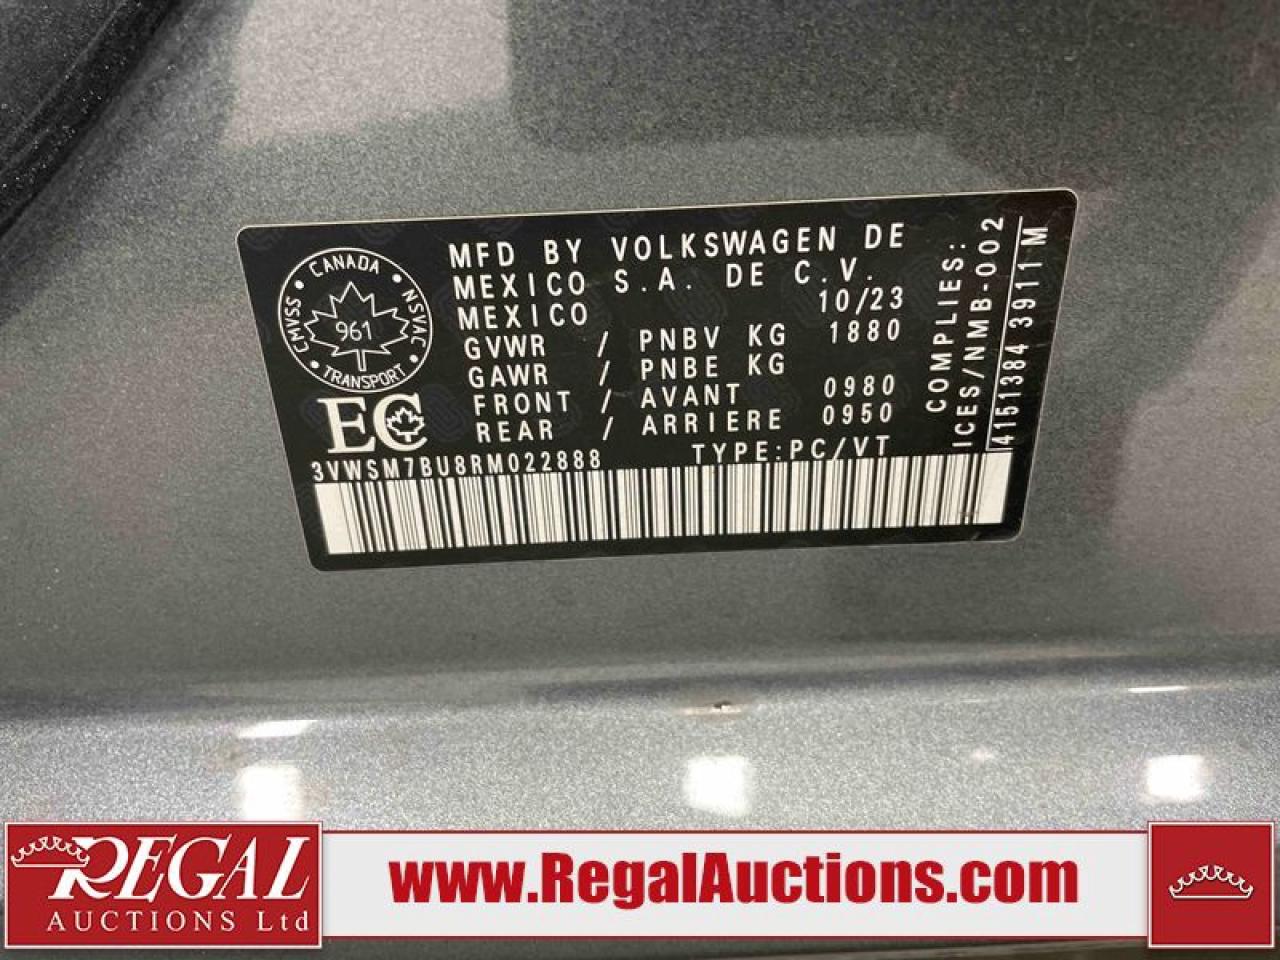 CANADA
CMVSS
NSVAC
961
TRANSPORT
EC
MFD BY VOLKSWAGEN DE
MEXICO S.A. DE C.V.
MEXICO 10/23
GVWR / PNBV KG 1880
GAWR / PNBE KG
FRONT / AVANT 0980
REAR / ARRIERE 0950
3VWSM7BU8RM022888 TYPE:PC/VT
COMPLIES:
ICES/NMB-002
4151384 3911 M
REGAL
AUCTIONS Ltd
www.RegalAuctions.com